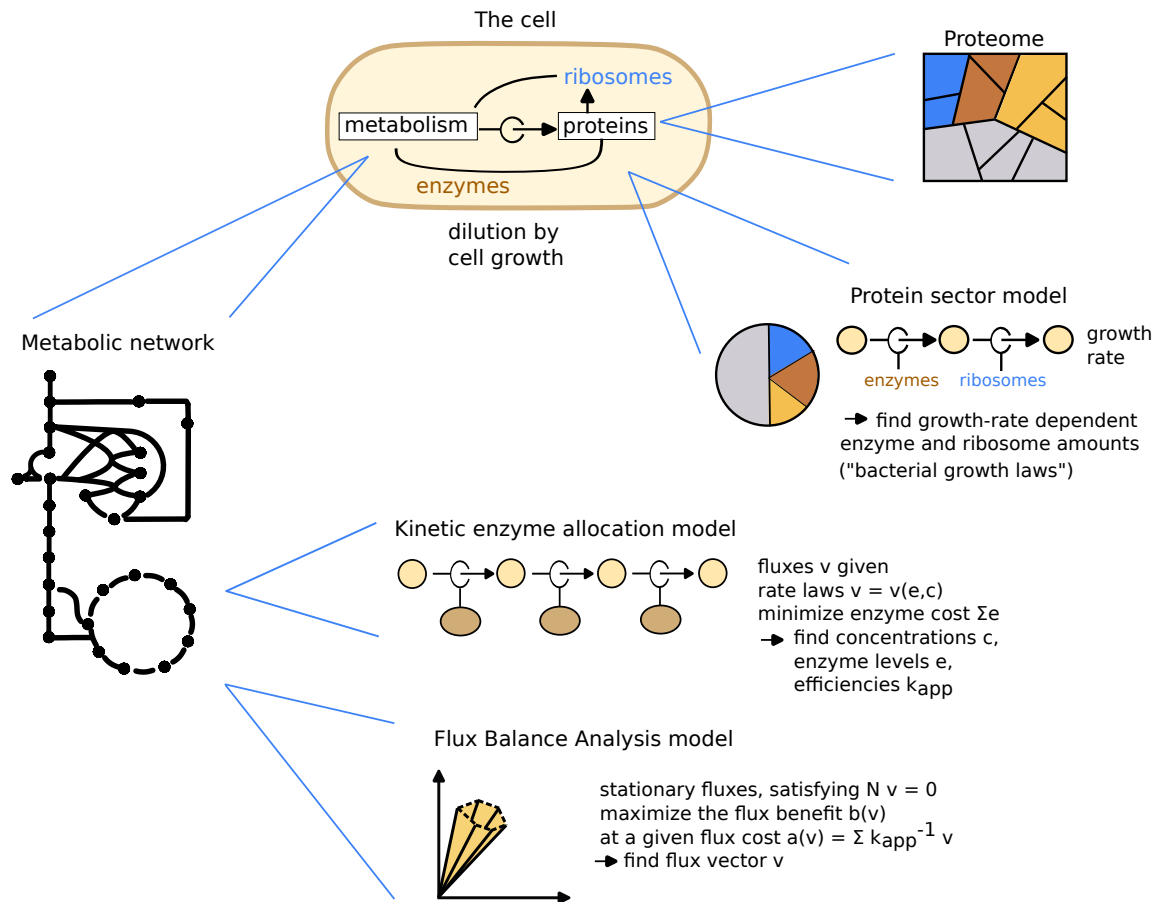 The cell
ribosomes
metabolism
proteins
enzymes
dilution by
cell growth
Proteome
Protein sector model
growth
rate
enzymes
ribosomes
find growth-rate dependent
enzyme and ribosome amounts
("bacterial growth laws")
Metabolic network
Kinetic enzyme allocation model
fluxes v given
rate laws v = v(e,c)
minimize enzyme cost Σe
find concentrations c,
enzyme levels e,
efficiencies k_app
Flux Balance Analysis model
stationary fluxes, satisfying N v = 0
maximize the flux benefit b(v)
at a given flux cost a(v) = Σ k_app^-1 v
find flux vector v